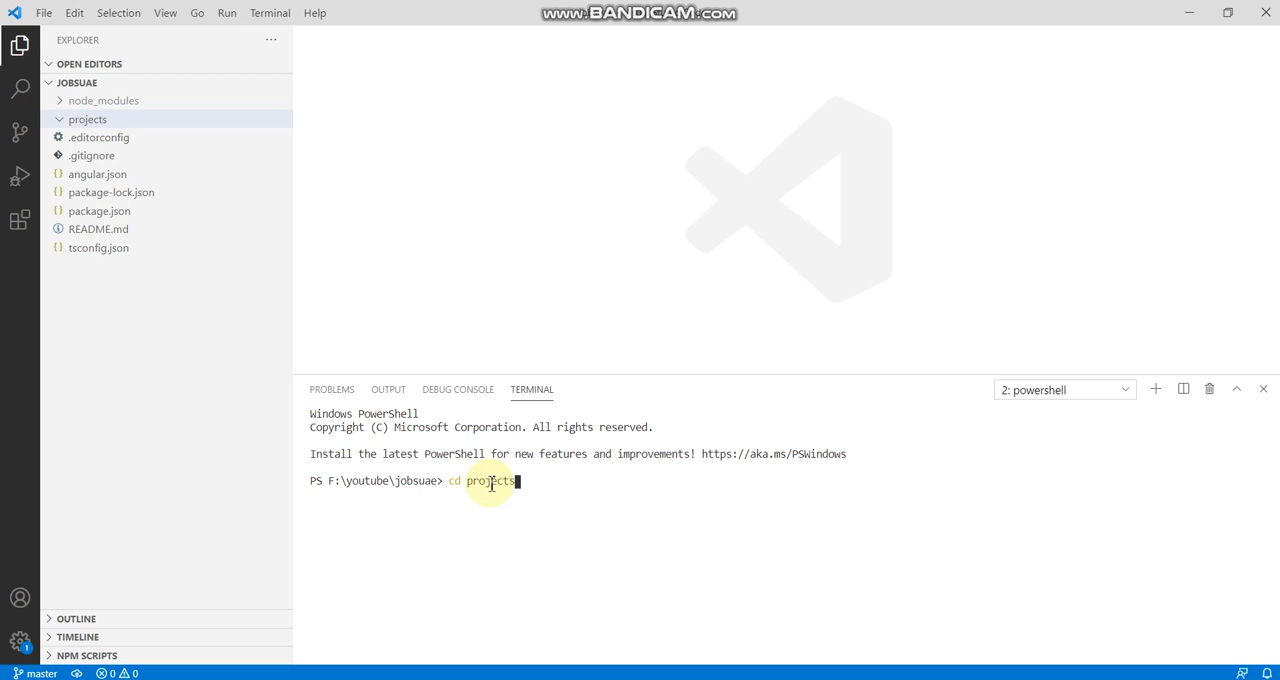 File Edit Selection View Go Run Terminal Help
www.BANDICAM.com
EXPLORER
OPEN EDITORS
JOBSUAE
node_modules
projects
.editorconfig
.gitignore
angular.json
package-lock.json
package.json
README.md
tsconfig.json
PROBLEMS OUTPUT DEBUG CONSOLE TERMINAL
2: powershell
Windows PowerShell
Copyright (C) Microsoft Corporation. All rights reserved.
Install the latest PowerShell for new features and improvements! https://aka.ms/PSWindows
PS F:\youtube\jobsuae> cd projects
OUTLINE
TIMELINE
NPM SCRIPTS
1
master
0 0